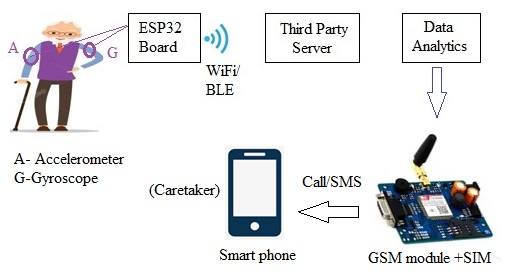 A
G
A- Accelerometer
G-Gyroscope
ESP32
Board
WiFi/
BLE
Third Party
Server
Data
Analytics
(Caretaker)
Smart phone
Call/SMS
GSM module +SIM